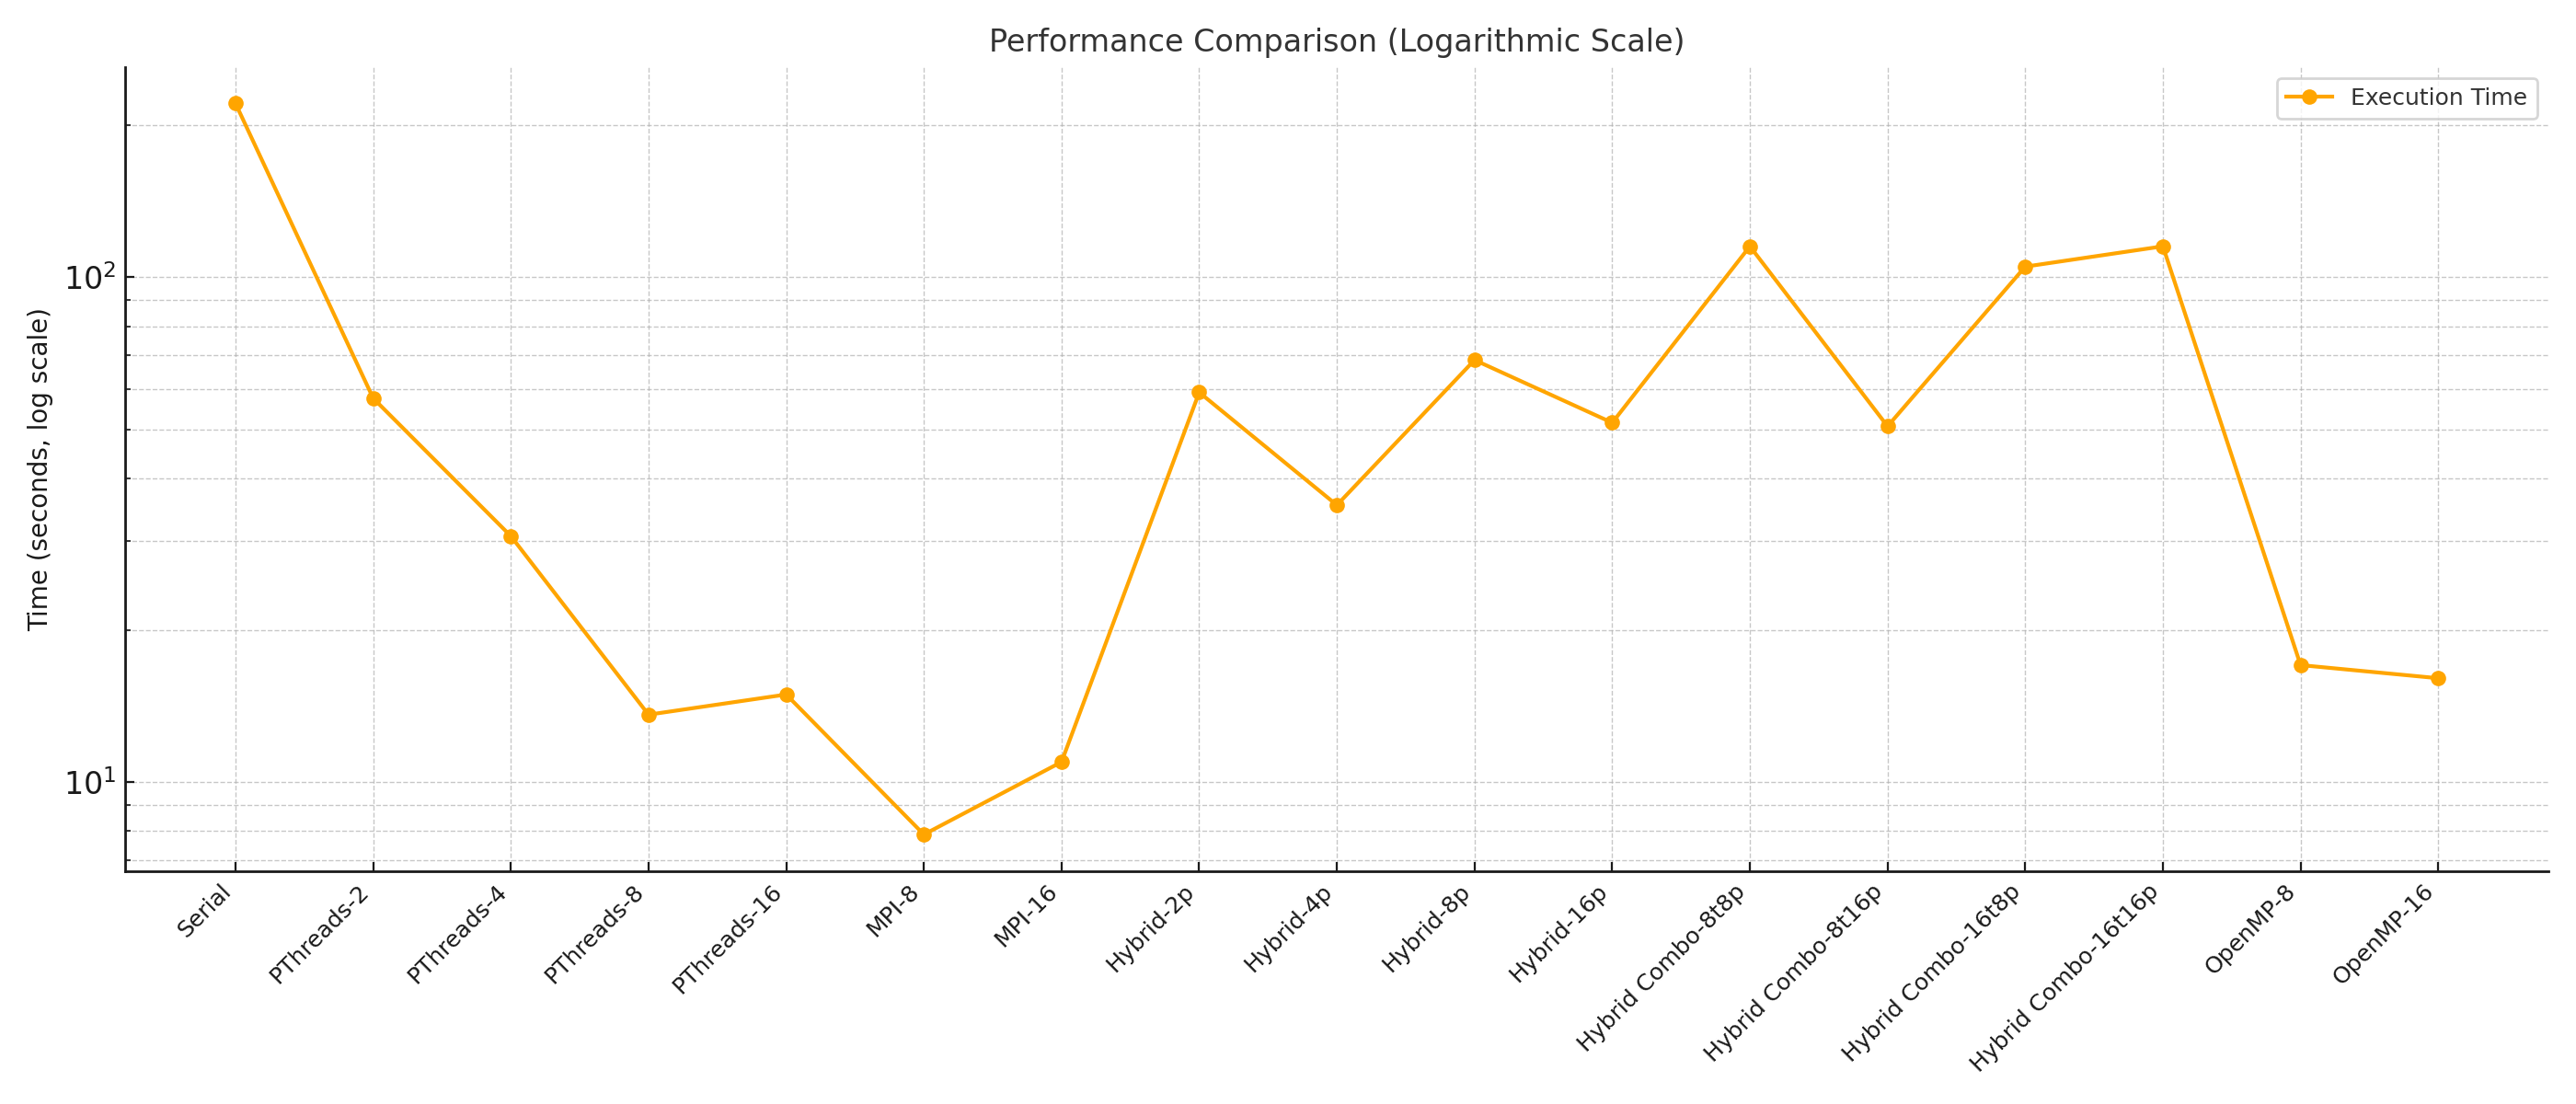 Performance Comparison (Logarithmic Scale)
Execution Time
Time (seconds, log scale)
10²
10¹
Serial
PThreads-2
PThreads-4
PThreads-8
PThreads-16
MPI-8
MPI-16
Hybrid-2p
Hybrid-4p
Hybrid-8p
Hybrid-16p
Hybrid Combo-8t8p
Hybrid Combo-8t16p
Hybrid Combo-16t8p
Hybrid Combo-16t16p
OpenMP-8
OpenMP-16